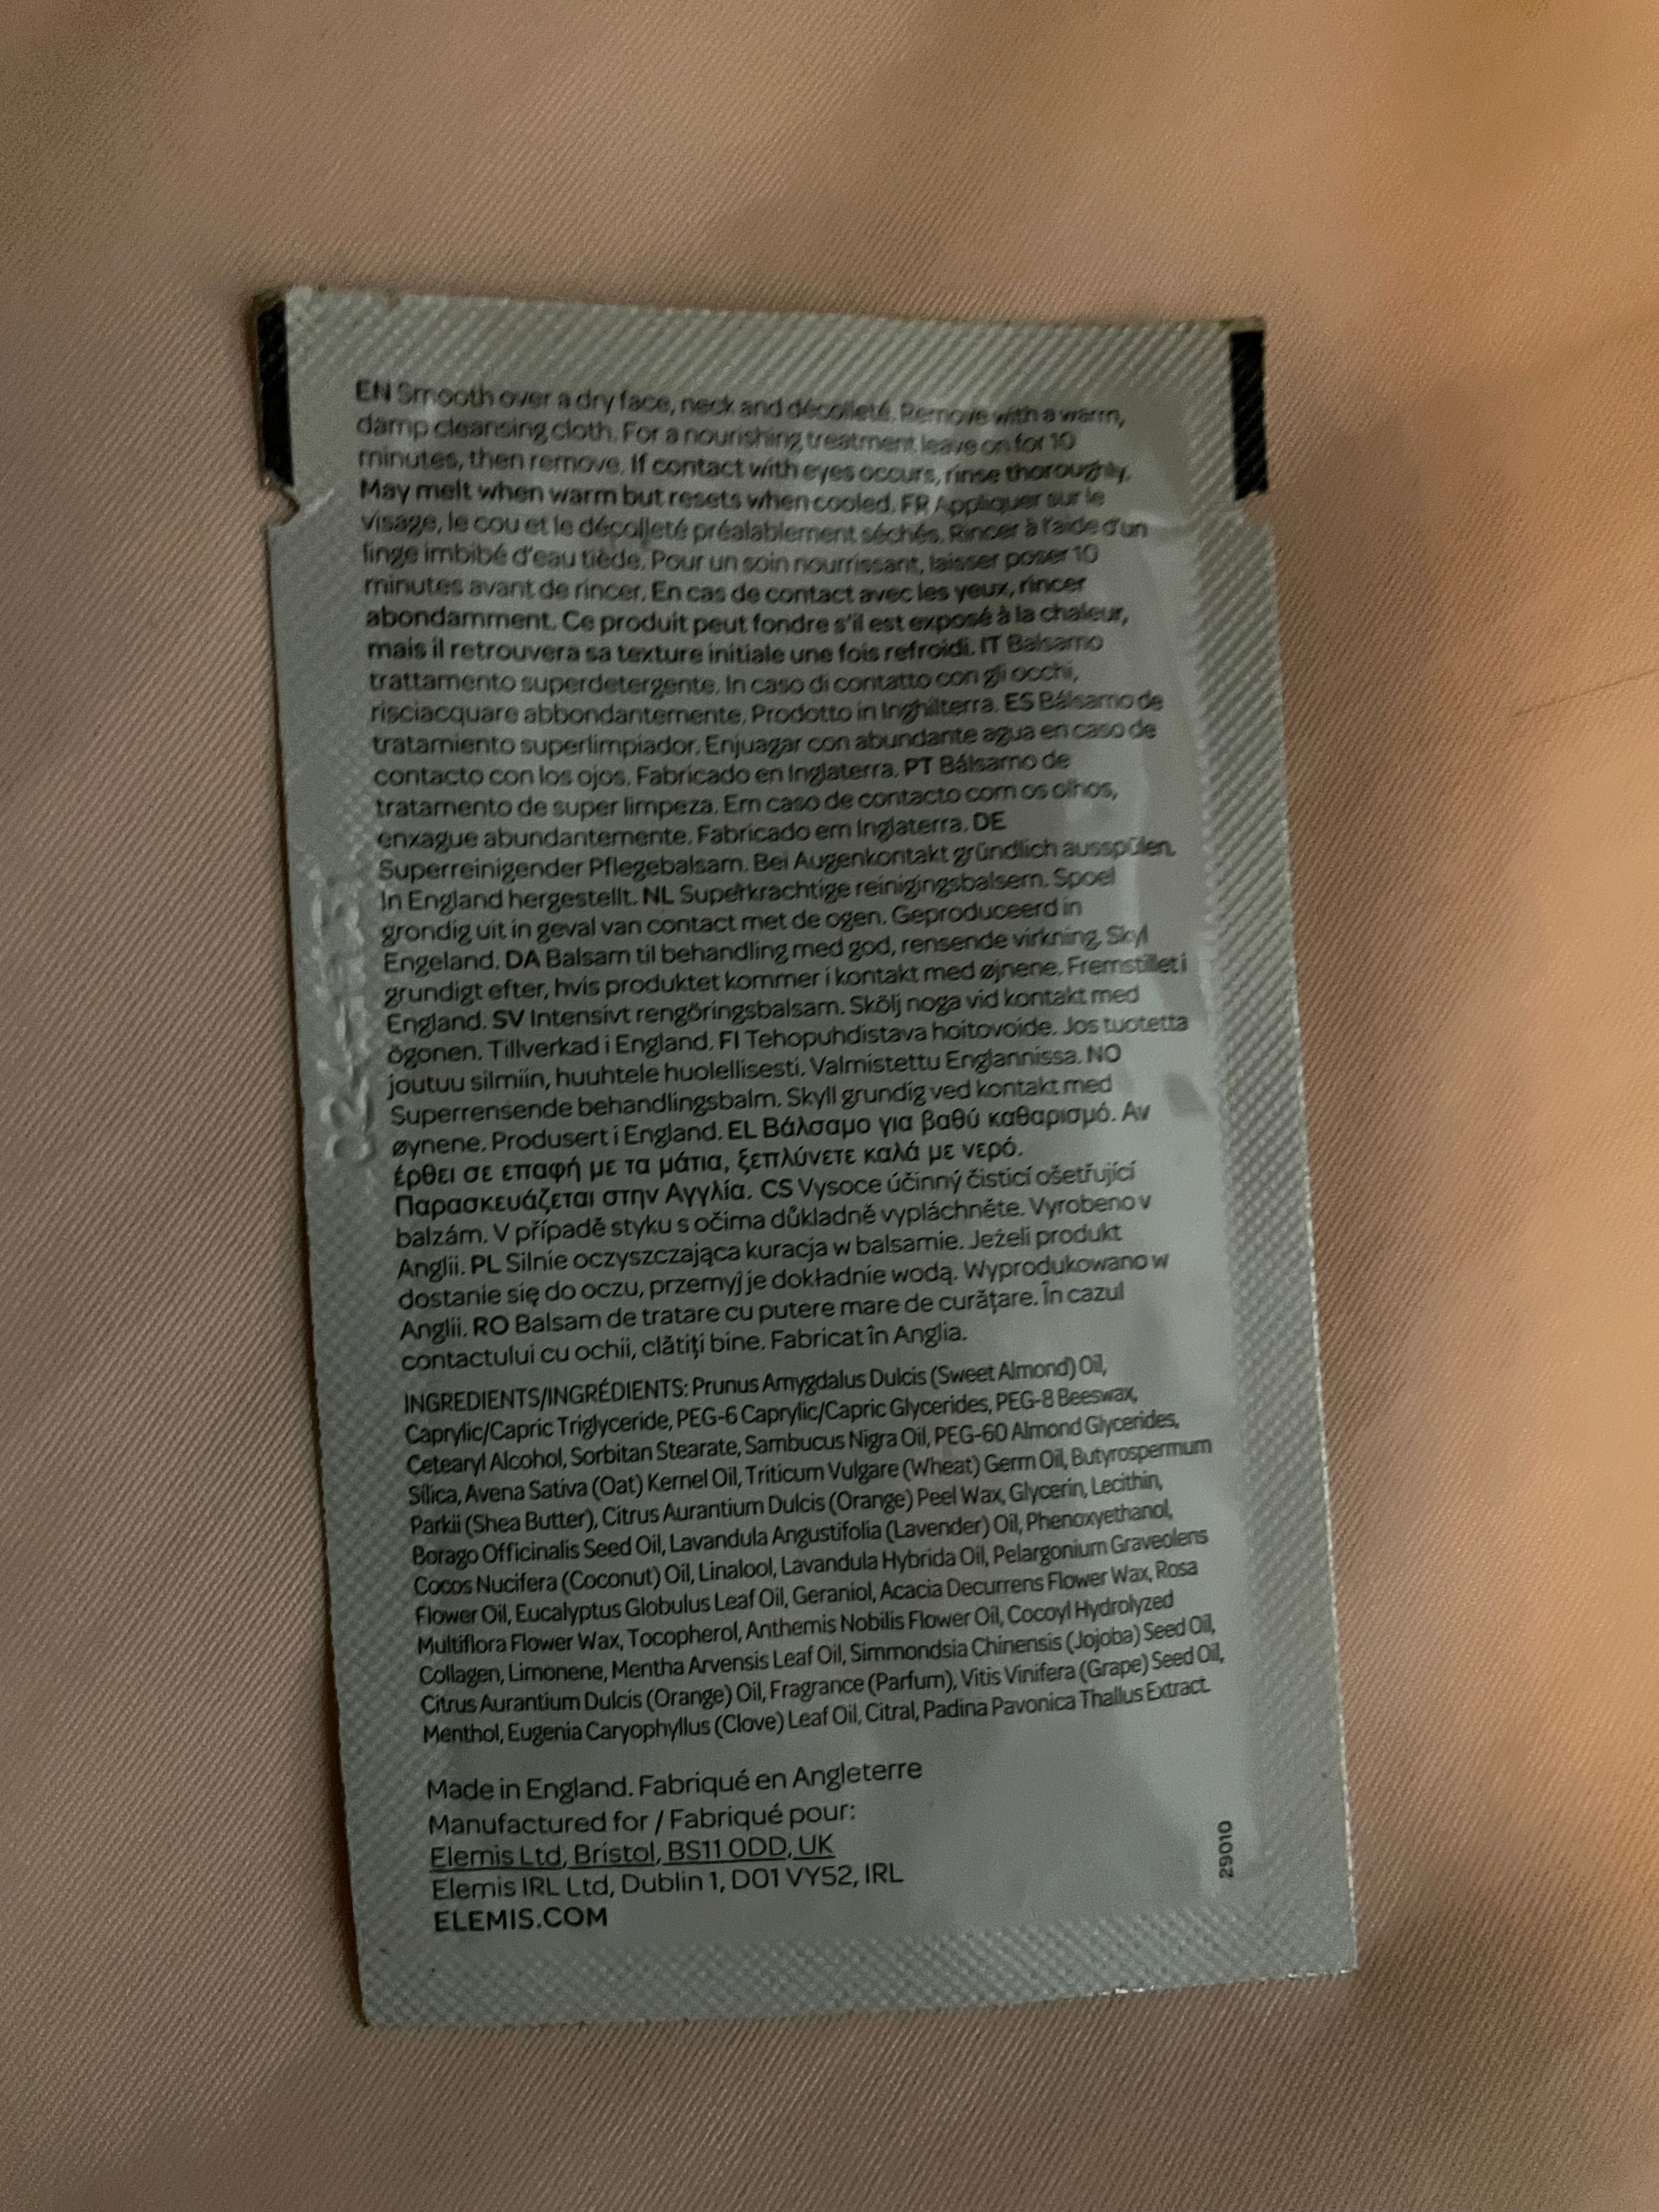 EN Smooth over a dry face, neck and décolleté. Remove with a warm,
damp cleansing cloth. For a nourishing treatment leave on for 10
minutes, then remove. If contact with eyes occurs, rinse thoroughly.
May melt when warm but resets when cooled. FR Appliquer sur le
visage, le cou et le décolleté préalablement séchés. Rincer à l'aide d'un
linge imbibé d'eau tiède. Pour un soin nourrissant, laisser poser 10
minutes avant de rincer. En cas de contact avec les yeux, rincer
abondamment. Ce produit peut fondre s'il est exposé à la chaleur,
mais il retrouvera sa texture initiale une fois refroidi. IT Balsamo
trattamento superdetergente. In caso di contatto con gli occhi,
risciacquare abbondantemente. Prodotto in Inghilterra. ES Bálsamo de
tratamiento superlimpiador. Enjuagar con abundante agua en caso de
contacto con los ojos. Fabricado en Inglaterra. PT Bálsamo de
tratamento de super limpeza. Em caso de contacto com os olhos,
enxague abundantemente. Fabricado em Inglaterra. DE
Superreinigender Pflegebalsam. Bei Augenkontakt gründlich ausspülen.
In England hergestellt. NL Superkrachtige reinigingsbalsem. Spoel
grondig uit in geval van contact met de ogen. Geproduceerd in
Engeland. DA Balsam til behandling med god, rensende virkning. Skyl
grundigt efter, hvis produktet kommer i kontakt med øjnene. Fremstillet i
England. SV Intensivt rengöringsbalsam. Skölj noga vid kontakt med
ögonen. Tillverkad i England. FI Tehopuhdistava hoitovoide. Jos tuotetta
joutuu silmiin, huuhtele huolellisesti. Valmistettu Englannissa. NO
Superrensende behandlingsbalm. Skyll grundig ved kontakt med
øynene. Produsert i England. EL Βάλσαμο για βαθύ καθαρισμό. Αν
έρθει σε επαφή με τα μάτια, ξεπλύνετε καλά με νερό.
Παρασκευάζεται στην Αγγλία. CS Vysoce účinný čisticí ošetřující
balzám. V případě styku s očima důkladně vypláchněte. Vyrobeno v
Anglii. PL Silnie oczyszczająca kuracja w balsamie. Jeżeli produkt
dostanie się do oczu, przemyj je dokładnie wodą. Wyprodukowano w
Anglii. RO Balsam de tratare cu putere mare de curățare. În cazul
contactului cu ochii, clătiți bine. Fabricat în Anglia.
INGREDIENTS/INGRÉDIENTS: Prunus Amygdalus Dulcis (Sweet Almond) Oil,
Caprylic/Capric Triglyceride, PEG-6 Caprylic/Capric Glycerides, PEG-8 Beeswax,
Cetearyl Alcohol, Sorbitan Stearate, Sambucus Nigra Oil, PEG-60 Almond Glycerides,
Silica, Avena Sativa (Oat) Kernel Oil, Triticum Vulgare (Wheat) Germ Oil, Butyrospermum
Parkii (Shea Butter), Citrus Aurantium Dulcis (Orange) Peel Wax, Glycerin, Lecithin,
Borago Officinalis Seed Oil, Lavandula Angustifolia (Lavender) Oil, Phenoxyethanol,
Cocos Nucifera (Coconut) Oil, Linalool, Lavandula Hybrida Oil, Pelargonium Graveolens
Flower Oil, Eucalyptus Globulus Leaf Oil, Geraniol, Acacia Decurrens Flower Wax, Rosa
Multiflora Flower Wax, Tocopherol, Anthemis Nobilis Flower Oil, Cocoyl Hydrolyzed
Collagen, Limonene, Mentha Arvensis Leaf Oil, Simmondsia Chinensis (Jojoba) Seed Oil,
Citrus Aurantium Dulcis (Orange) Oil, Fragrance (Parfum), Vitis Vinifera (Grape) Seed Oil,
Menthol, Eugenia Caryophyllus (Clove) Leaf Oil, Citral, Padina Pavonica Thallus Extract.
Made in England. Fabriqué en Angleterre
Manufactured for / Fabriqué pour:
Elemis Ltd, Bristol, BS11 0DD, UK
Elemis IRL Ltd, Dublin 1, D01 VY52, IRL
ELEMIS.COM
29010